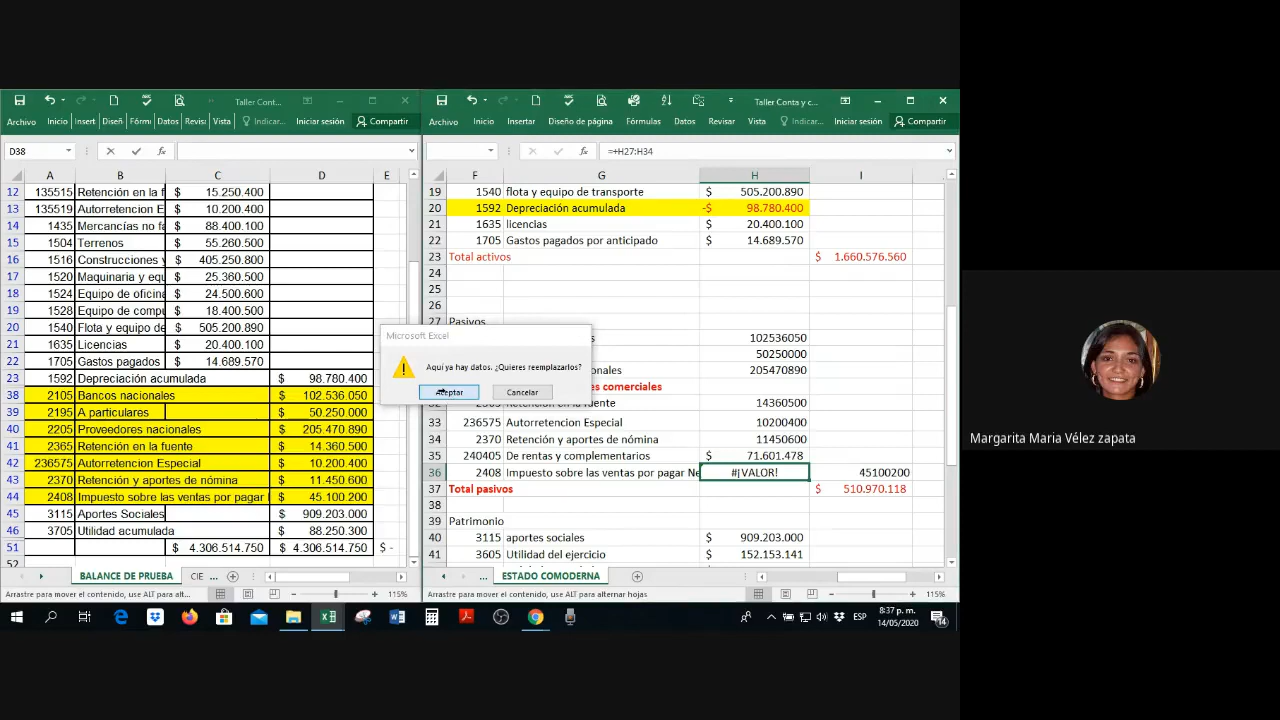 Taller Cont...
Archivo Inicio Insert Diseñ Fórmu Datos Revisa Vista Indicar... Iniciar sesión Compartir
D38
A B C D E
12 135515 Retención en la f $ 15.250.400
13 135519 Autorretencion E $ 10.200.400
14 1435 Mercancías no fa $ 88.400.100
15 1504 Terrenos $ 55.260.500
16 1516 Construcciones y $ 405.250.800
17 1520 Maquinaria y equ $ 25.360.500
18 1524 Equipo de oficina $ 24.500.600
19 1528 Equipo de compu $ 18.400.500
20 1540 Flota y equipo de $ 505.200.890
21 1635 Licencias $ 20.400.100
22 1705 Gastos pagados $ 14.689.570
23 1592 Depreciación acumulada $ 98.780.400
38 2105 Bancos nacionales $ 102.536.050
39 2195 A particulares $ 50.250.000
40 2205 Proveedores nacionales $ 205.470.890
41 2365 Retención en la fuente $ 14.360.500
42 236575 Autorretencion Especial $ 10.200.400
43 2370 Retención y aportes de nómina $ 11.450.600
44 2408 Impuesto sobre las ventas por pagar $ 45.100.200
45 3115 Aportes Sociales $ 909.203.000
46 3705 Utilidad acumulada $ 88.250.300
51 $ 4.306.514.750 $ 4.306.514.750 $ -
52
BALANCE DE PRUEBA CIE ...
Arrastre para mover el contenido, use ALT para alt... 115%
Taller Conta y c...
Archivo Inicio Insertar Diseño de página Fórmulas Datos Revisar Vista Indicar... Iniciar sesión Compartir
=+H27:H34
F G H I
19 1540 flota y equipo de transporte $ 505.200.890
20 1592 Depreciación acumulada -$ 98.780.400
21 1635 licencias $ 20.400.100
22 1705 Gastos pagados por anticipado $ 14.689.570
23 Total activos $ 1.660.576.560
24
25
26
27 Pasivos
s 102536050
50250000
onales 205470890
es comerciales
Retención en la fuente 14360500
33 236575 Autorretencion Especial 10200400
34 2370 Retención y aportes de nómina 11450600
35 240405 De rentas y complementarios $ 71.601.478
36 2408 Impuesto sobre las ventas por pagar Ne #¡VALOR! 45100200
37 Total pasivos $ 510.970.118
38
39 Patrimonio
40 3115 aportes sociales $ 909.203.000
41 3605 Utilidad del ejercicio $ 152.153.141
... ESTADO COMODERNA
Arrastre para mover el contenido, use ALT para alternar hojas 115%
Microsoft Excel
Aquí ya hay datos. ¿Quieres reemplazarlos?
Aceptar Cancelar
ESP
8:37 p. m.
14/05/2020
14
Margarita Maria Vélez zapata